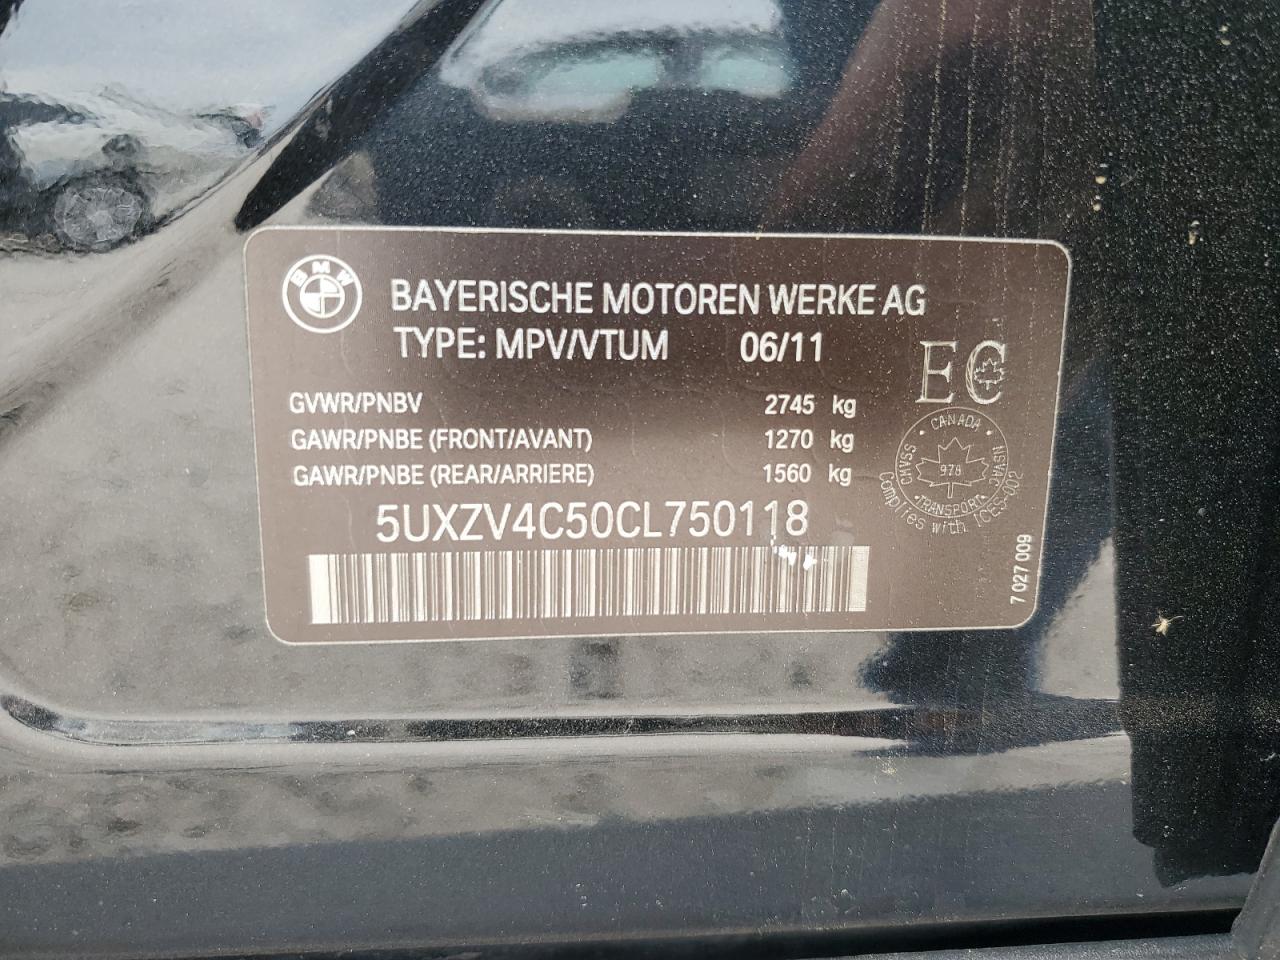 BMW
BAYERISCHE MOTOREN WERKE AG
TYPE: MPV/VTUM 06/11
EC
GVWR/PNBV 2745 kg
GAWR/PNBE (FRONT/AVANT) 1270 kg
GAWR/PNBE (REAR/ARRIERE) 1560 kg
CANADA
CMVSS
NSVAC
978
TRANSPORT
Complies with ICES-002
5UXZV4C50CL750118
7 027 009